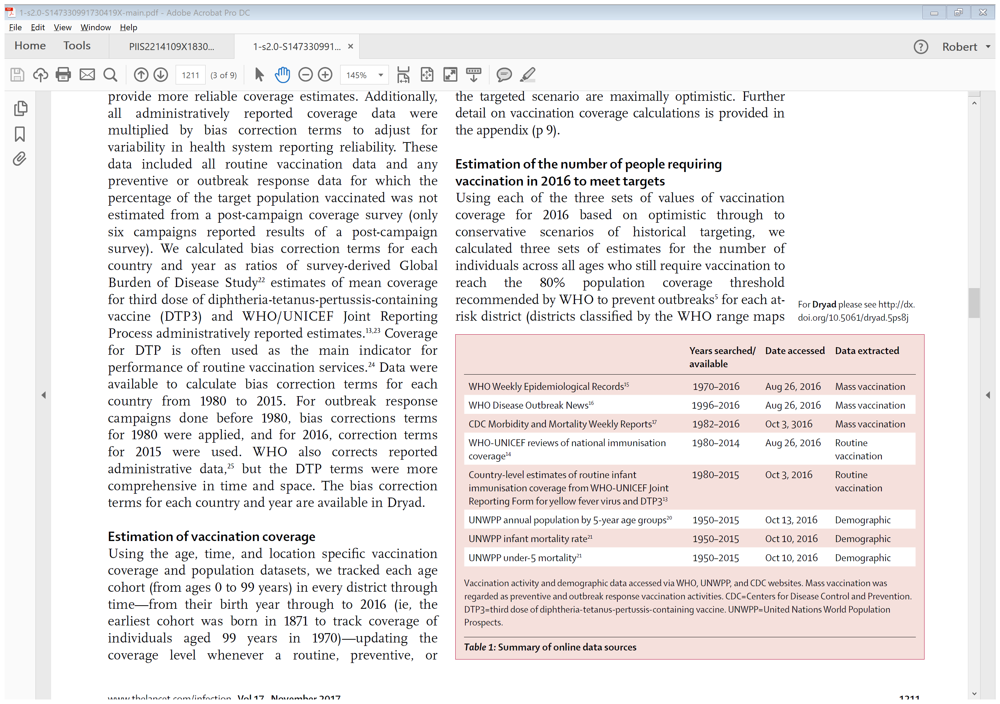 1-s2.0-S147330991730419X-main.pdf - Adobe Acrobat Pro DC
File Edit View Window Help
Home Tools PIIS2214109X1830... 1-s2.0-S147330991... × Robert
1211 (3 of 9) 145%
provide more reliable coverage estimates. Additionally,
all administratively reported coverage data were
multiplied by bias correction terms to adjust for
variability in health system reporting reliability. These
data included all routine vaccination data and any
preventive or outbreak response data for which the
percentage of the target population vaccinated was not
estimated from a post-campaign coverage survey (only
six campaigns reported results of a post-campaign
survey). We calculated bias correction terms for each
country and year as ratios of survey-derived Global
Burden of Disease Study22 estimates of mean coverage
for third dose of diphtheria-tetanus-pertussis-containing
vaccine (DTP3) and WHO/UNICEF Joint Reporting
Process administratively reported estimates.13,23 Coverage
for DTP is often used as the main indicator for
performance of routine vaccination services.24 Data were
available to calculate bias correction terms for each
country from 1980 to 2015. For outbreak response
campaigns done before 1980, bias corrections terms
for 1980 were applied, and for 2016, correction terms
for 2015 were used. WHO also corrects reported
administrative data,25 but the DTP terms were more
comprehensive in time and space. The bias correction
terms for each country and year are available in Dryad.
Estimation of vaccination coverage
Using the age, time, and location specific vaccination
coverage and population datasets, we tracked each age
cohort (from ages 0 to 99 years) in every district through
time—from their birth year through to 2016 (ie, the
earliest cohort was born in 1871 to track coverage of
individuals aged 99 years in 1970)—updating the
coverage level whenever a routine, preventive, or
the targeted scenario are maximally optimistic. Further
detail on vaccination coverage calculations is provided in
the appendix (p 9).
Estimation of the number of people requiring
vaccination in 2016 to meet targets
Using each of the three sets of values of vaccination
coverage for 2016 based on optimistic through to
conservative scenarios of historical targeting, we
calculated three sets of estimates for the number of
individuals across all ages who still require vaccination to
reach the 80% population coverage threshold
recommended by WHO to prevent outbreaks5 for each at-
risk district (districts classified by the WHO range maps
For Dryad please see http://dx.
doi.org/10.5061/dryad.5ps8j
Years searched/ Date accessed Data extracted
available
WHO Weekly Epidemiological Records15 1970–2016 Aug 26, 2016 Mass vaccination
WHO Disease Outbreak News16 1996–2016 Aug 26, 2016 Mass vaccination
CDC Morbidity and Mortality Weekly Reports17 1982–2016 Oct 3, 3016 Mass vaccination
WHO-UNICEF reviews of national immunisation 1980–2014 Aug 26, 2016 Routine
coverage14 vaccination
Country-level estimates of routine infant 1980–2015 Oct 3, 2016 Routine
immunisation coverage from WHO-UNICEF Joint vaccination
Reporting Form for yellow fever virus and DTP313
UNWPP annual population by 5-year age groups20 1950–2015 Oct 13, 2016 Demographic
UNWPP infant mortality rate21 1950–2015 Oct 10, 2016 Demographic
UNWPP under-5 mortality21 1950–2015 Oct 10, 2016 Demographic
Vaccination activity and demographic data accessed via WHO, UNWPP, and CDC websites. Mass vaccination was
regarded as preventive and outbreak response vaccination activities. CDC=Centers for Disease Control and Prevention.
DTP3=third dose of diphtheria-tetanus-pertussis-containing vaccine. UNWPP=United Nations World Population
Prospects.
Table 1: Summary of online data sources
www.thelancet.com/infection Vol 17 November 2017 1211